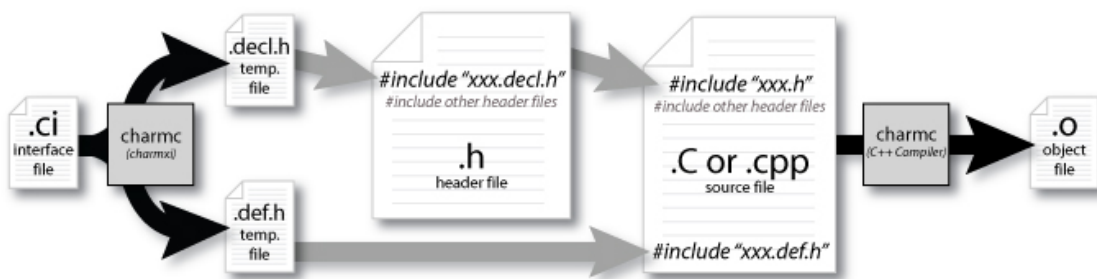 .ci
interface
file
charmc
(charmxi)
.decl.h
temp.
file
.def.h
temp.
file
#include “xxx.decl.h”
#include other header files
.h
header file
#include “xxx.h”
#include other header files
.C or .cpp
source file
#include “xxx.def.h”
charmc
(C++ Compiler)
.o
object
file